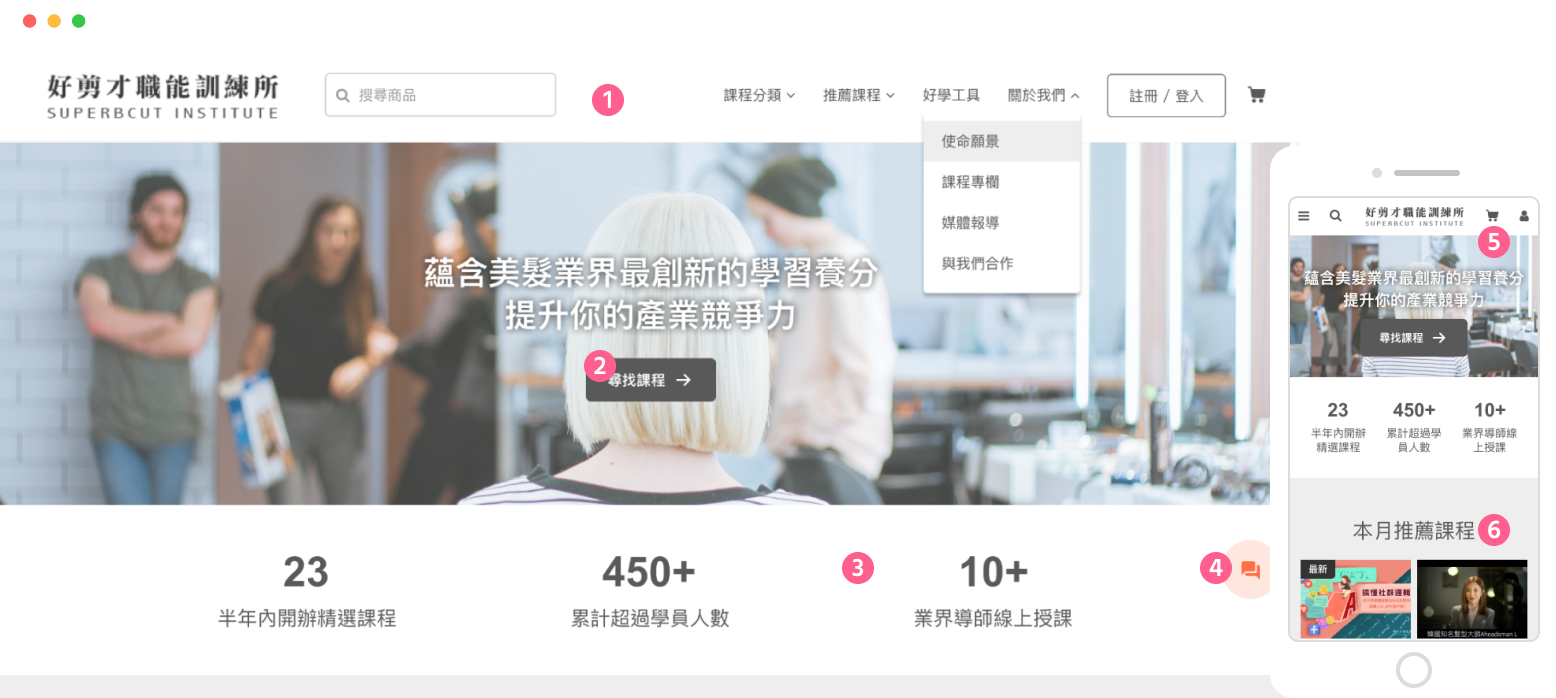 好剪才職能訓練所
SUPERBCUT INSTITUTE
搜尋商品
1
課程分類
推薦課程
好學工具
關於我們
註冊 / 登入
使命願景
課程專欄
媒體報導
與我們合作
蘊含美髮業界最創新的學習養分
提升你的產業競爭力
2
尋找課程
23
半年內開辦精選課程
450+
累計超過學員人數
3
10+
業界導師線上授課
4
好剪才職能訓練所
SUPERBCUT INSTITUTE
5
蘊含美髮業界最創新的學習養分
提升你的產業競爭力
尋找課程
23
半年內開辦
精選課程
450+
累計超過學
員人數
10+
業界導師線
上授課
本月推薦課程
6
最新
搞懂社群邏輯
韓國知名髮型大師Aheadsman L